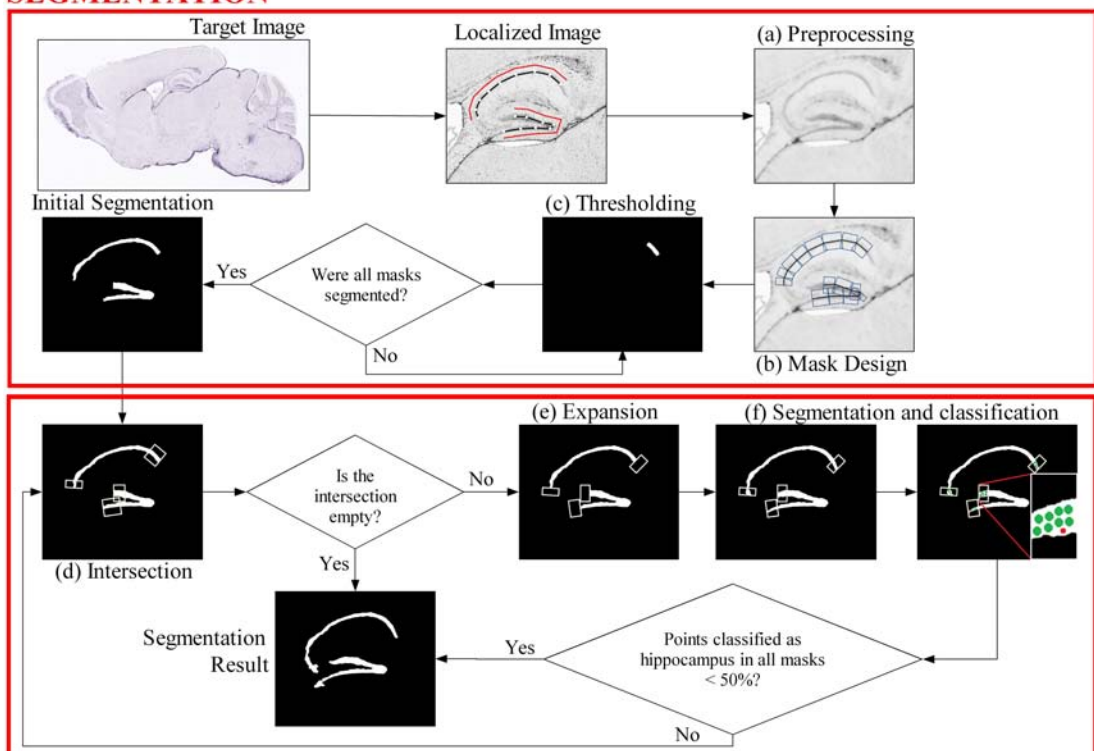 SEGMENTATION
Target Image
Localized Image
(a) Preprocessing
Initial Segmentation
(c) Thresholding
Were all masks
segmented?
Yes
No
(b) Mask Design
(e) Expansion
(f) Segmentation and classification
Is the
intersection
empty?
No
(d) Intersection
Yes
Segmentation
Result
Yes
Points classified as
hippocampus in all masks
< 50%?
No